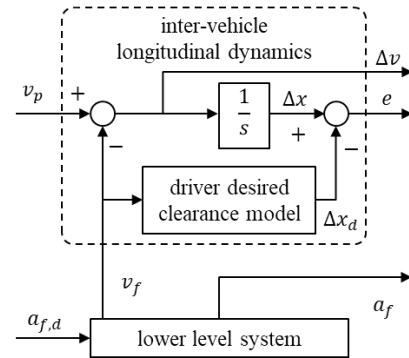 inter-vehicle
longitudinal dynamics
Δv
v_p
+
1/s
Δx
e
+
−
−
driver desired
clearance model
Δx_d
v_f
a_f
a_{f,d}
lower level system